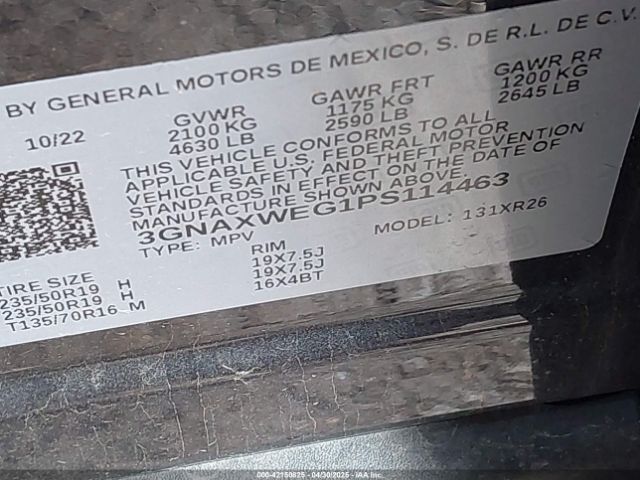 BY GENERAL MOTORS DE MEXICO, S. DE R.L. DE C.V.
10/22
GVWR
2100 KG
4630 LB
GAWR FRT
1175 KG
2590 LB
GAWR RR
1200 KG
2645 LB
THIS VEHICLE CONFORMS TO ALL
APPLICABLE U.S. FEDERAL MOTOR
VEHICLE SAFETY AND THEFT PREVENTION
STANDARDS IN EFFECT ON THE DATE OF
MANUFACTURE SHOWN ABOVE.
3GNAXWEG1PS114463
TYPE: MPV
MODEL: 131XR26
TIRE SIZE
235/50R19 H
235/50R19 H
T135/70R16 M
RIM
19X7.5J
19X7.5J
16X4BT
000-42150825 - 04/30/2025 - IAAI.COM